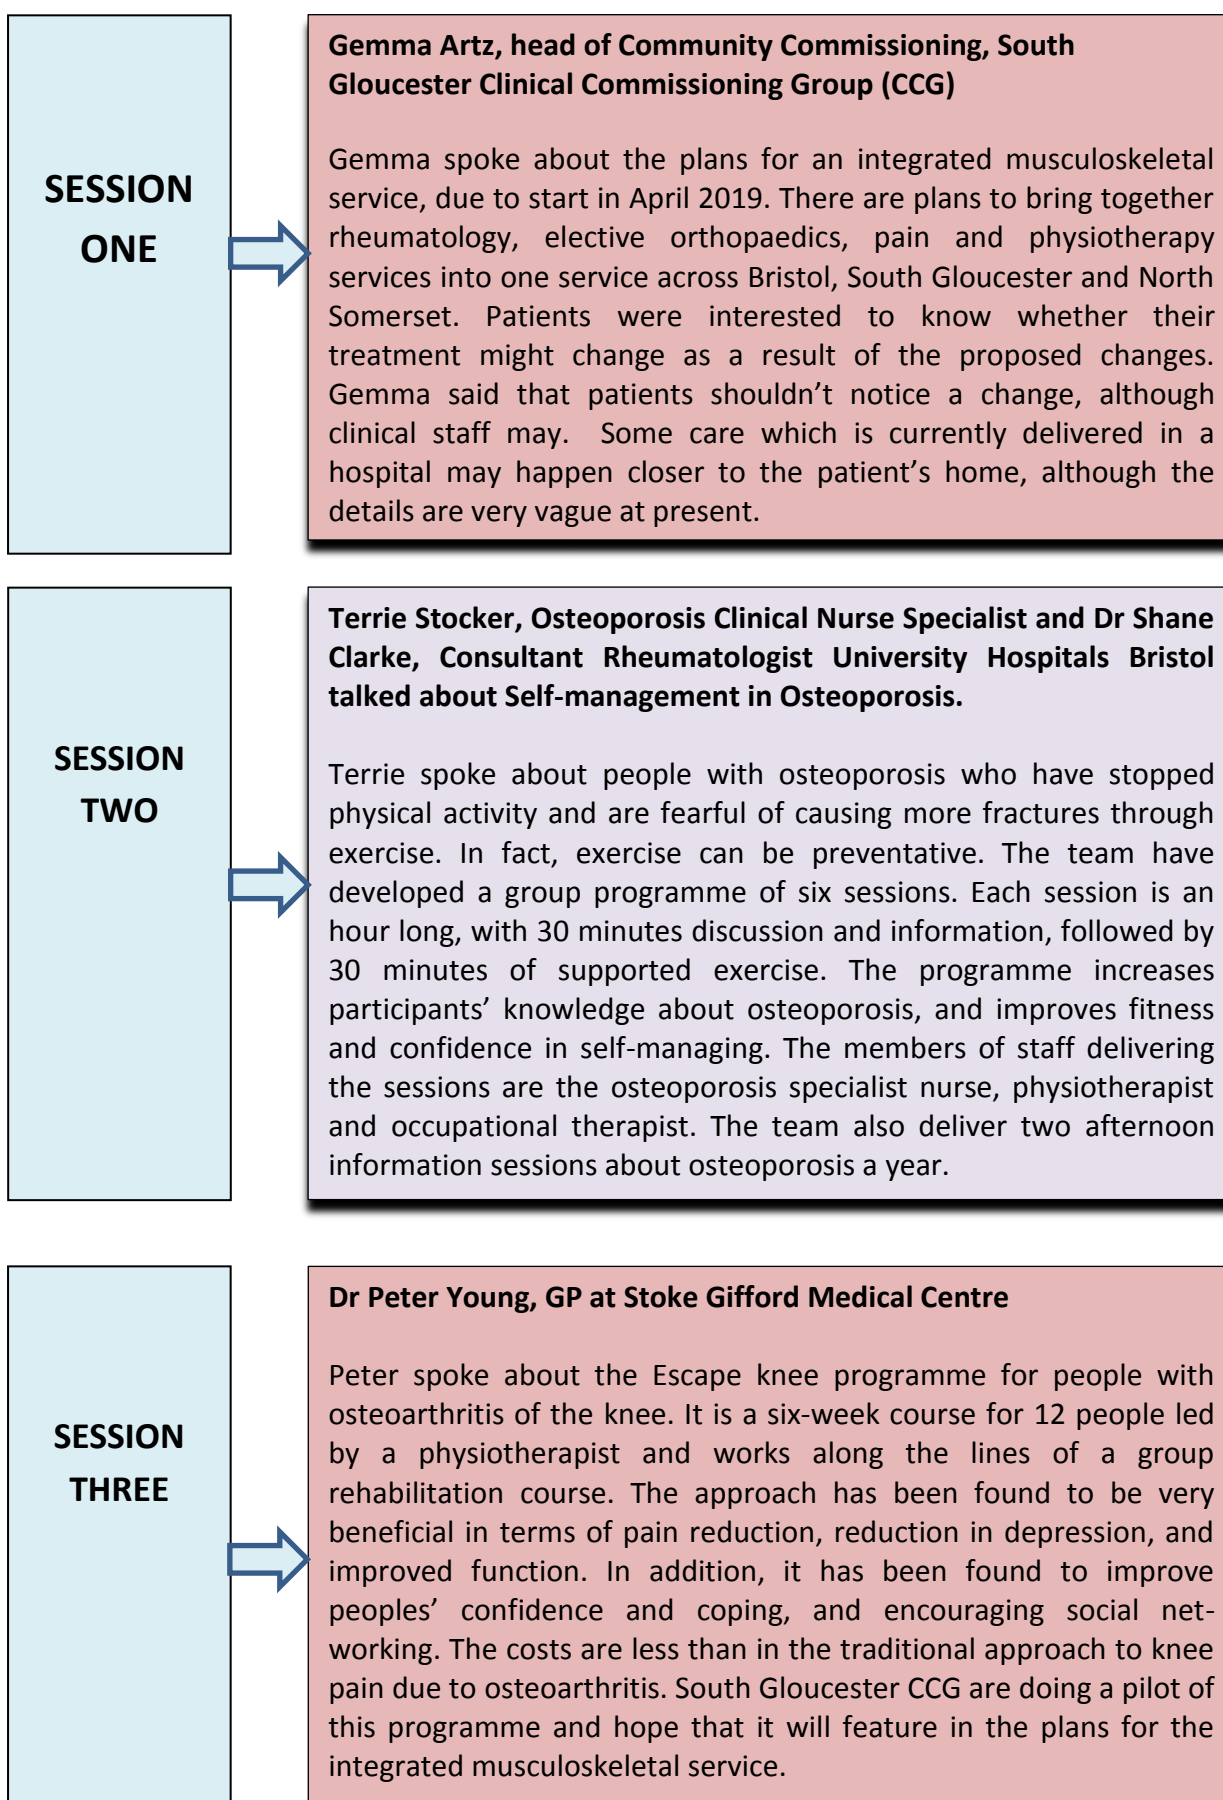 SESSION
ONE
Gemma Artz, head of Community Commissioning, South
Gloucester Clinical Commissioning Group (CCG)
Gemma spoke about the plans for an integrated musculoskeletal
service, due to start in April 2019. There are plans to bring together
rheumatology, elective orthopaedics, pain and physiotherapy
services into one service across Bristol, South Gloucester and North
Somerset. Patients were interested to know whether their
treatment might change as a result of the proposed changes.
Gemma said that patients shouldn’t notice a change, although
clinical staff may. Some care which is currently delivered in a
hospital may happen closer to the patient’s home, although the
details are very vague at present.
SESSION
TWO
Terrie Stocker, Osteoporosis Clinical Nurse Specialist and Dr Shane
Clarke, Consultant Rheumatologist University Hospitals Bristol
talked about Self-management in Osteoporosis.
Terrie spoke about people with osteoporosis who have stopped
physical activity and are fearful of causing more fractures through
exercise. In fact, exercise can be preventative. The team have
developed a group programme of six sessions. Each session is an
hour long, with 30 minutes discussion and information, followed by
30 minutes of supported exercise. The programme increases
participants’ knowledge about osteoporosis, and improves fitness
and confidence in self-managing. The members of staff delivering
the sessions are the osteoporosis specialist nurse, physiotherapist
and occupational therapist. The team also deliver two afternoon
information sessions about osteoporosis a year.
SESSION
THREE
Dr Peter Young, GP at Stoke Gifford Medical Centre
Peter spoke about the Escape knee programme for people with
osteoarthritis of the knee. It is a six-week course for 12 people led
by a physiotherapist and works along the lines of a group
rehabilitation course. The approach has been found to be very
beneficial in terms of pain reduction, reduction in depression, and
improved function. In addition, it has been found to improve
peoples’ confidence and coping, and encouraging social net-
working. The costs are less than in the traditional approach to knee
pain due to osteoarthritis. South Gloucester CCG are doing a pilot of
this programme and hope that it will feature in the plans for the
integrated musculoskeletal service.